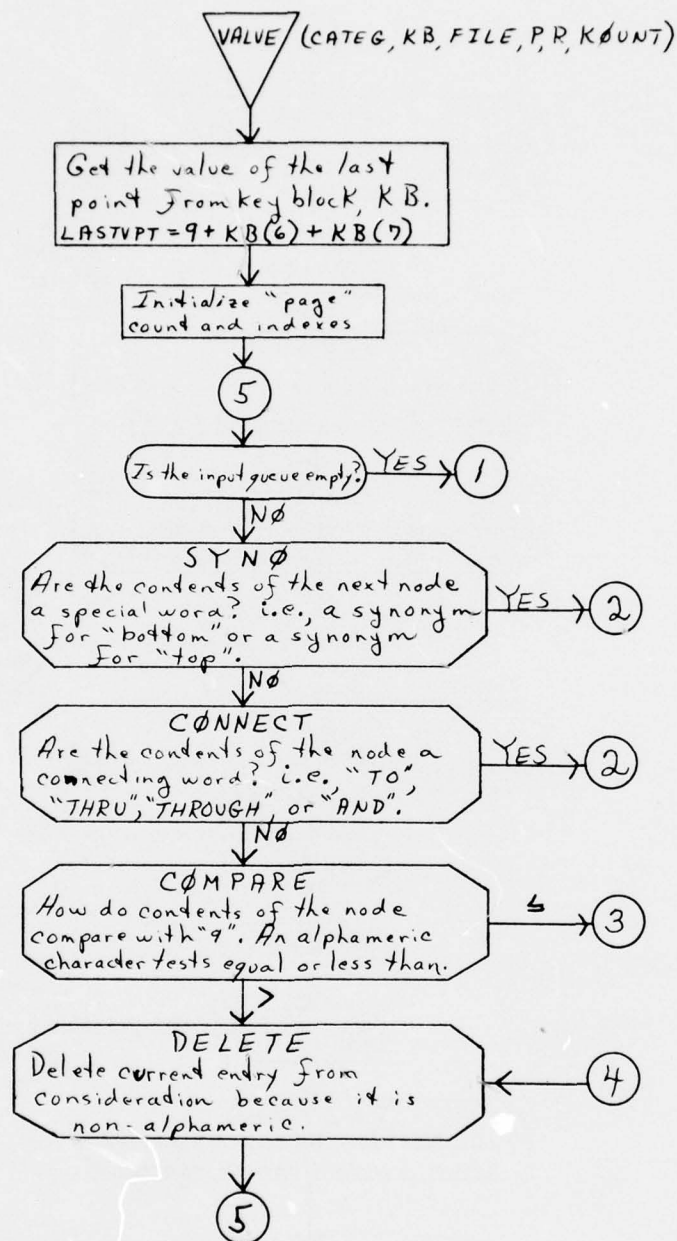 VALUE (CATEG, KB, FILE, P, R, KØUNT)
Get the value of the last
point from key block, KB.
LASTVPT = 9 + KB(6) + KB(7)
Initialize "page"
count and indexes
5
Is the input queue empty? YES 1
NØ
SYNØ
Are the contents of the next node
a special word? i.e., a synonym
for "bottom" or a synonym
for "top".
YES 2
NØ
CØNNECT
Are the contents of the node a
connecting word? i.e., "TO",
"THRU", "THROUGH", or "AND".
YES 2
NØ
CØMPARE
How do contents of the node
compare with "9". An alphameric
character tests equal or less than.
≤ 3
>
DELETE
Delete current entry from
consideration because it is
non-alphameric.
4
5